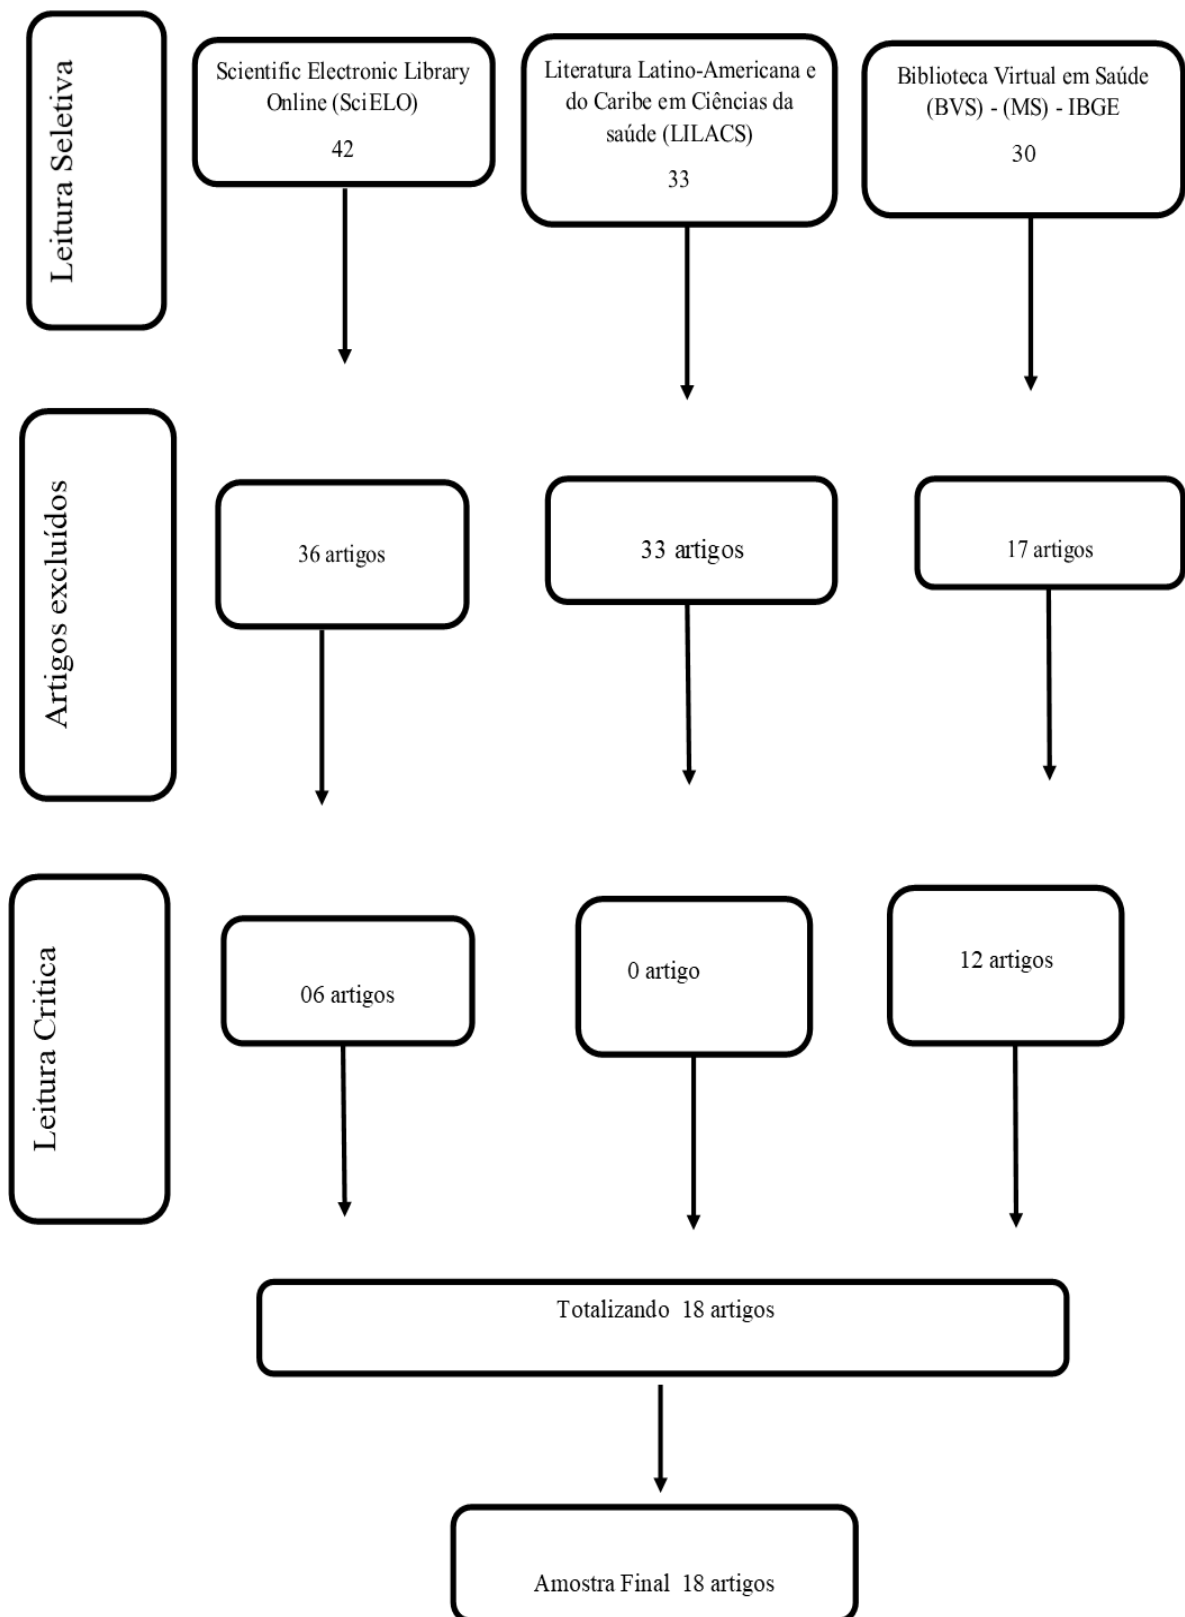 Leitura Seletiva
Scientific Electronic Library
Online (SciELO)
42
Literatura Latino-Americana e
do Caribe em Ciências da
saúde (LILACS)
33
Biblioteca Virtual em Saúde
(BVS) - (MS) - IBGE
30
Artigos excluídos
36 artigos
33 artigos
17 artigos
Leitura Critica
06 artigos
0 artigo
12 artigos
Totalizando 18 artigos
Amostra Final 18 artigos